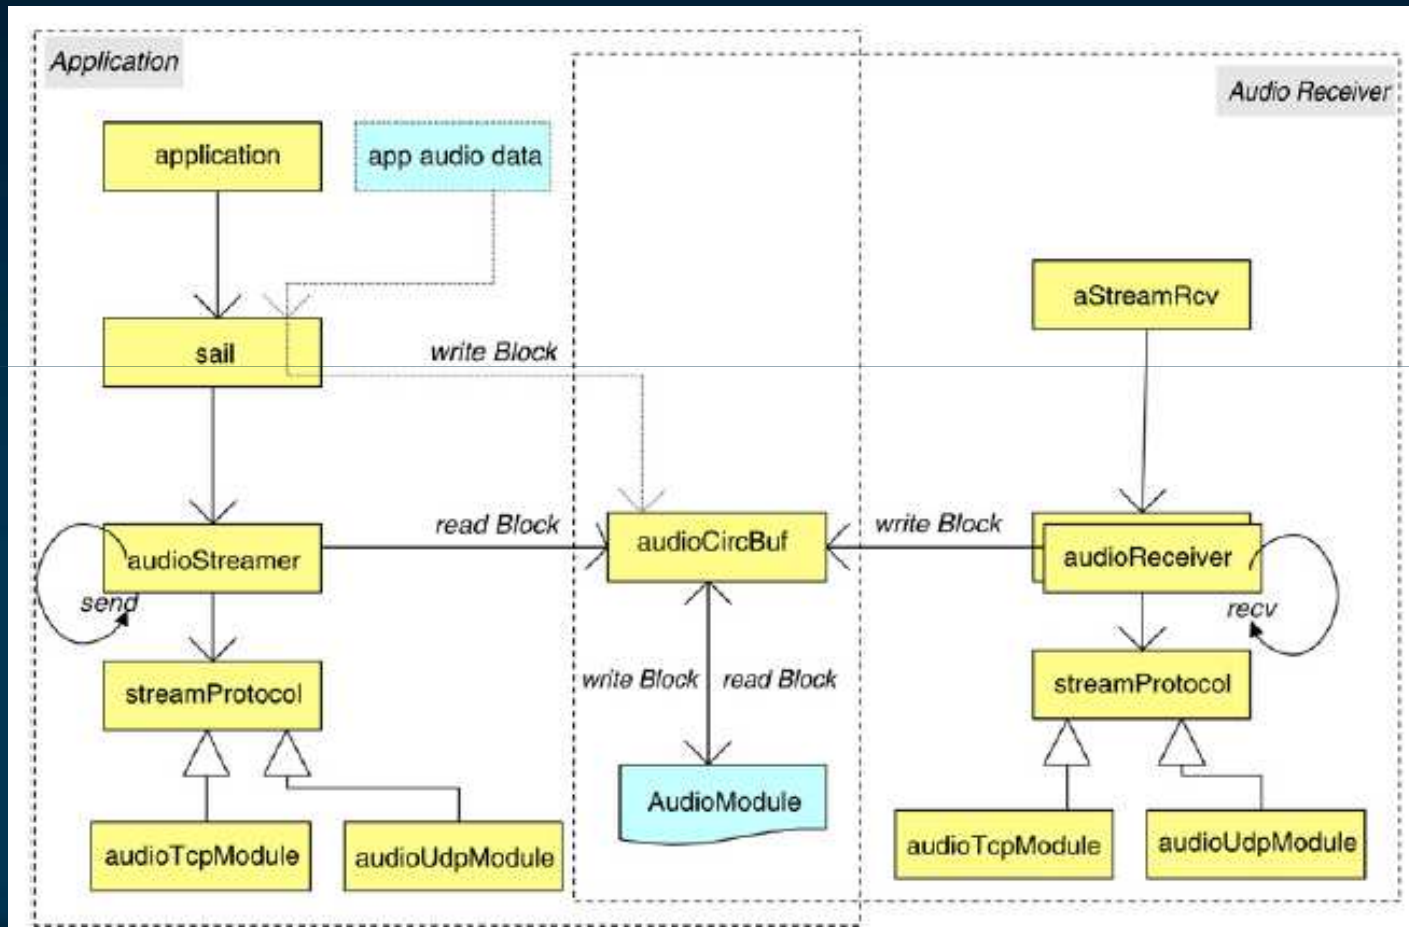 Application
Audio Receiver
application
app audio data
aStreamRcv
sail
write Block
audioStreamer
send
read Block
audioCircBuf
write Block
audioReceiver
recv
streamProtocol
write Block
read Block
streamProtocol
audioTcpModule
audioUdpModule
AudioModule
audioTcpModule
audioUdpModule